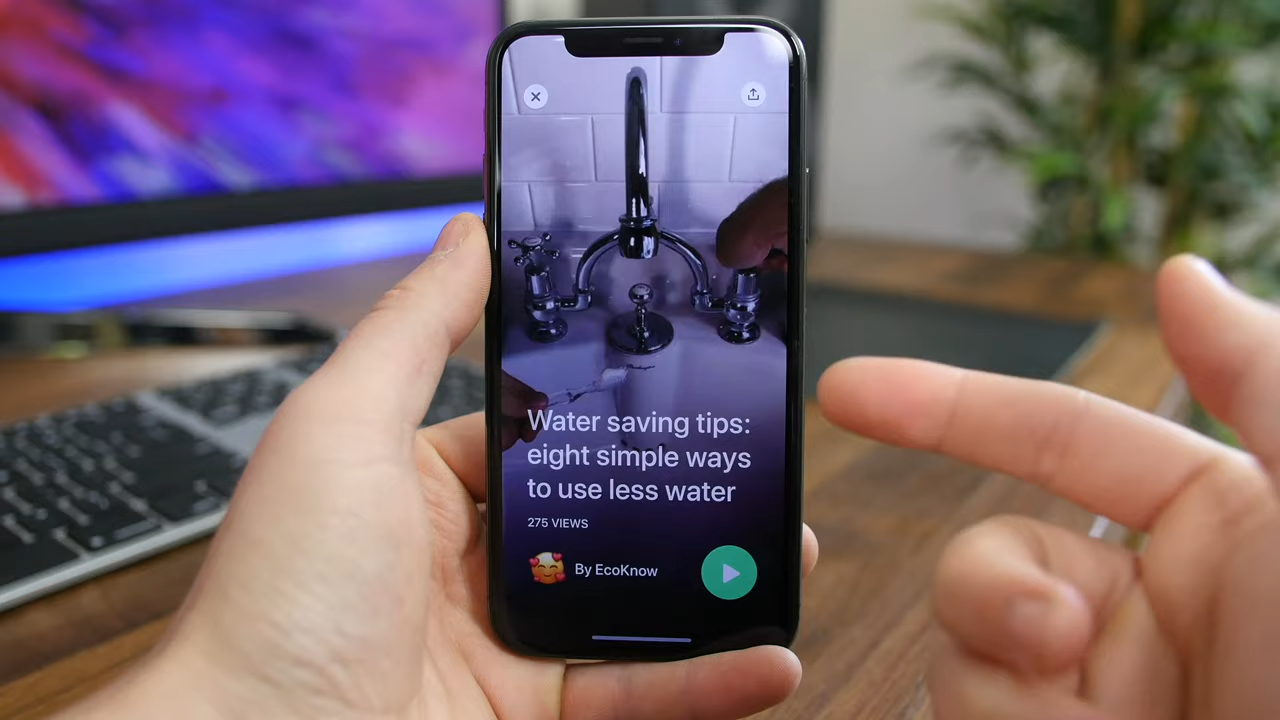 Water saving tips:
eight simple ways
to use less water
275 VIEWS
By EcoKnow